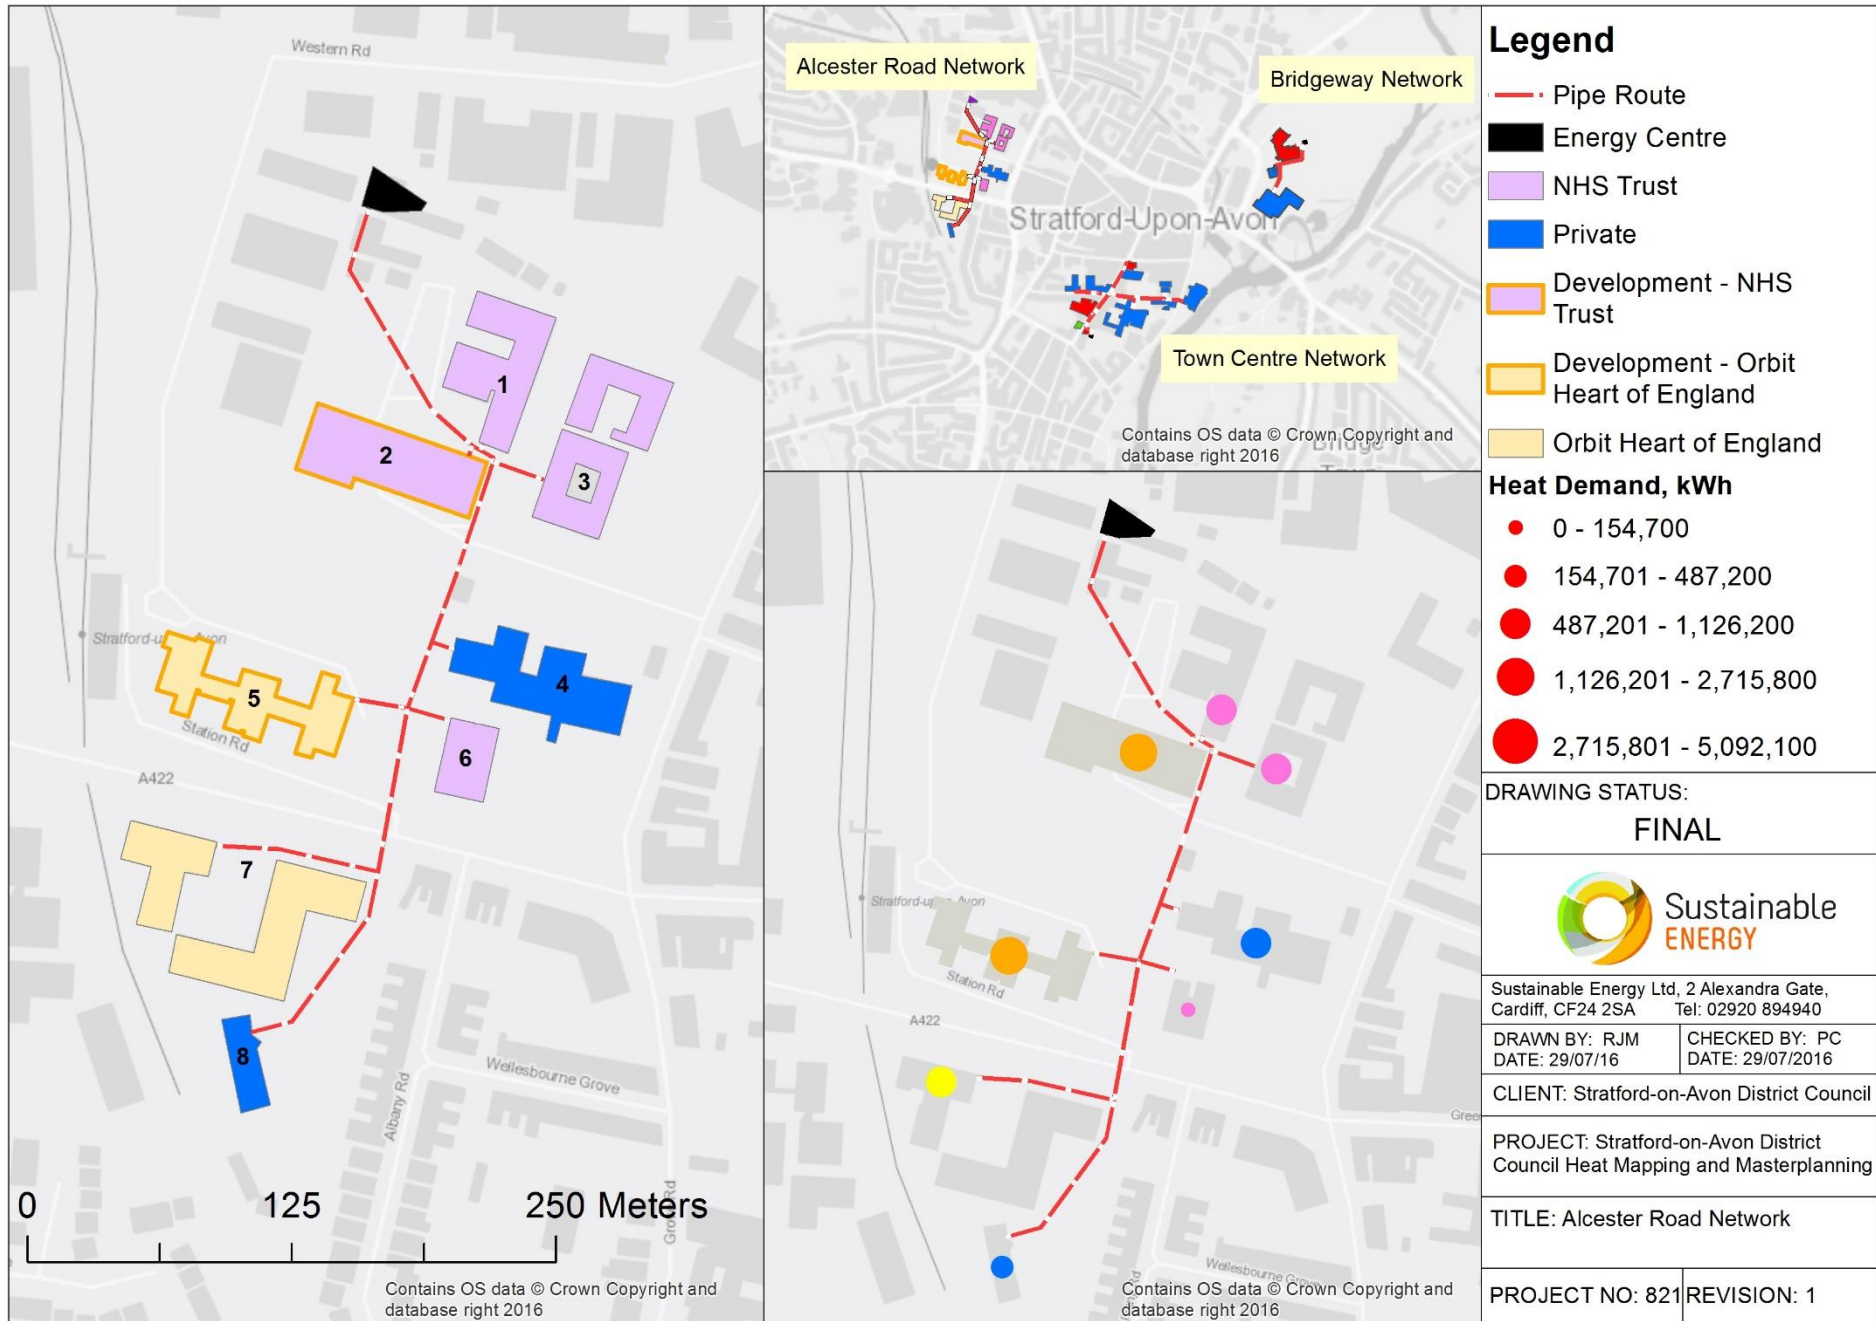 Western Rd
1
2
3
4
5
6
7
8
Stratford-u
Avon
Station Rd
A422
Albany Rd
Wellesbourne Grove
Rd
0
125
250 Meters
Contains OS data © Crown Copyright and
database right 2016
Alcester Road Network
Bridgeway Network
Stratford-Upon-Avon
Town Centre Network
Contains OS data © Crown Copyright and
database right 2016
Stratford-up
Avon
Station Rd
A422
Wellesbourne Grove
Contains OS data © Crown Copyright and
database right 2016
Legend
Pipe Route
Energy Centre
NHS Trust
Private
Development - NHS
Trust
Development - Orbit
Heart of England
Orbit Heart of England
Heat Demand, kWh
0 - 154,700
154,701 - 487,200
487,201 - 1,126,200
1,126,201 - 2,715,800
2,715,801 - 5,092,100
DRAWING STATUS:
FINAL
Sustainable
ENERGY
Sustainable Energy Ltd, 2 Alexandra Gate,
Cardiff, CF24 2SA Tel: 02920 894940
DRAWN BY: RJM
DATE: 29/07/16
CHECKED BY: PC
DATE: 29/07/2016
CLIENT: Stratford-on-Avon District Council
PROJECT: Stratford-on-Avon District
Council Heat Mapping and Masterplanning
TITLE: Alcester Road Network
PROJECT NO: 821
REVISION: 1